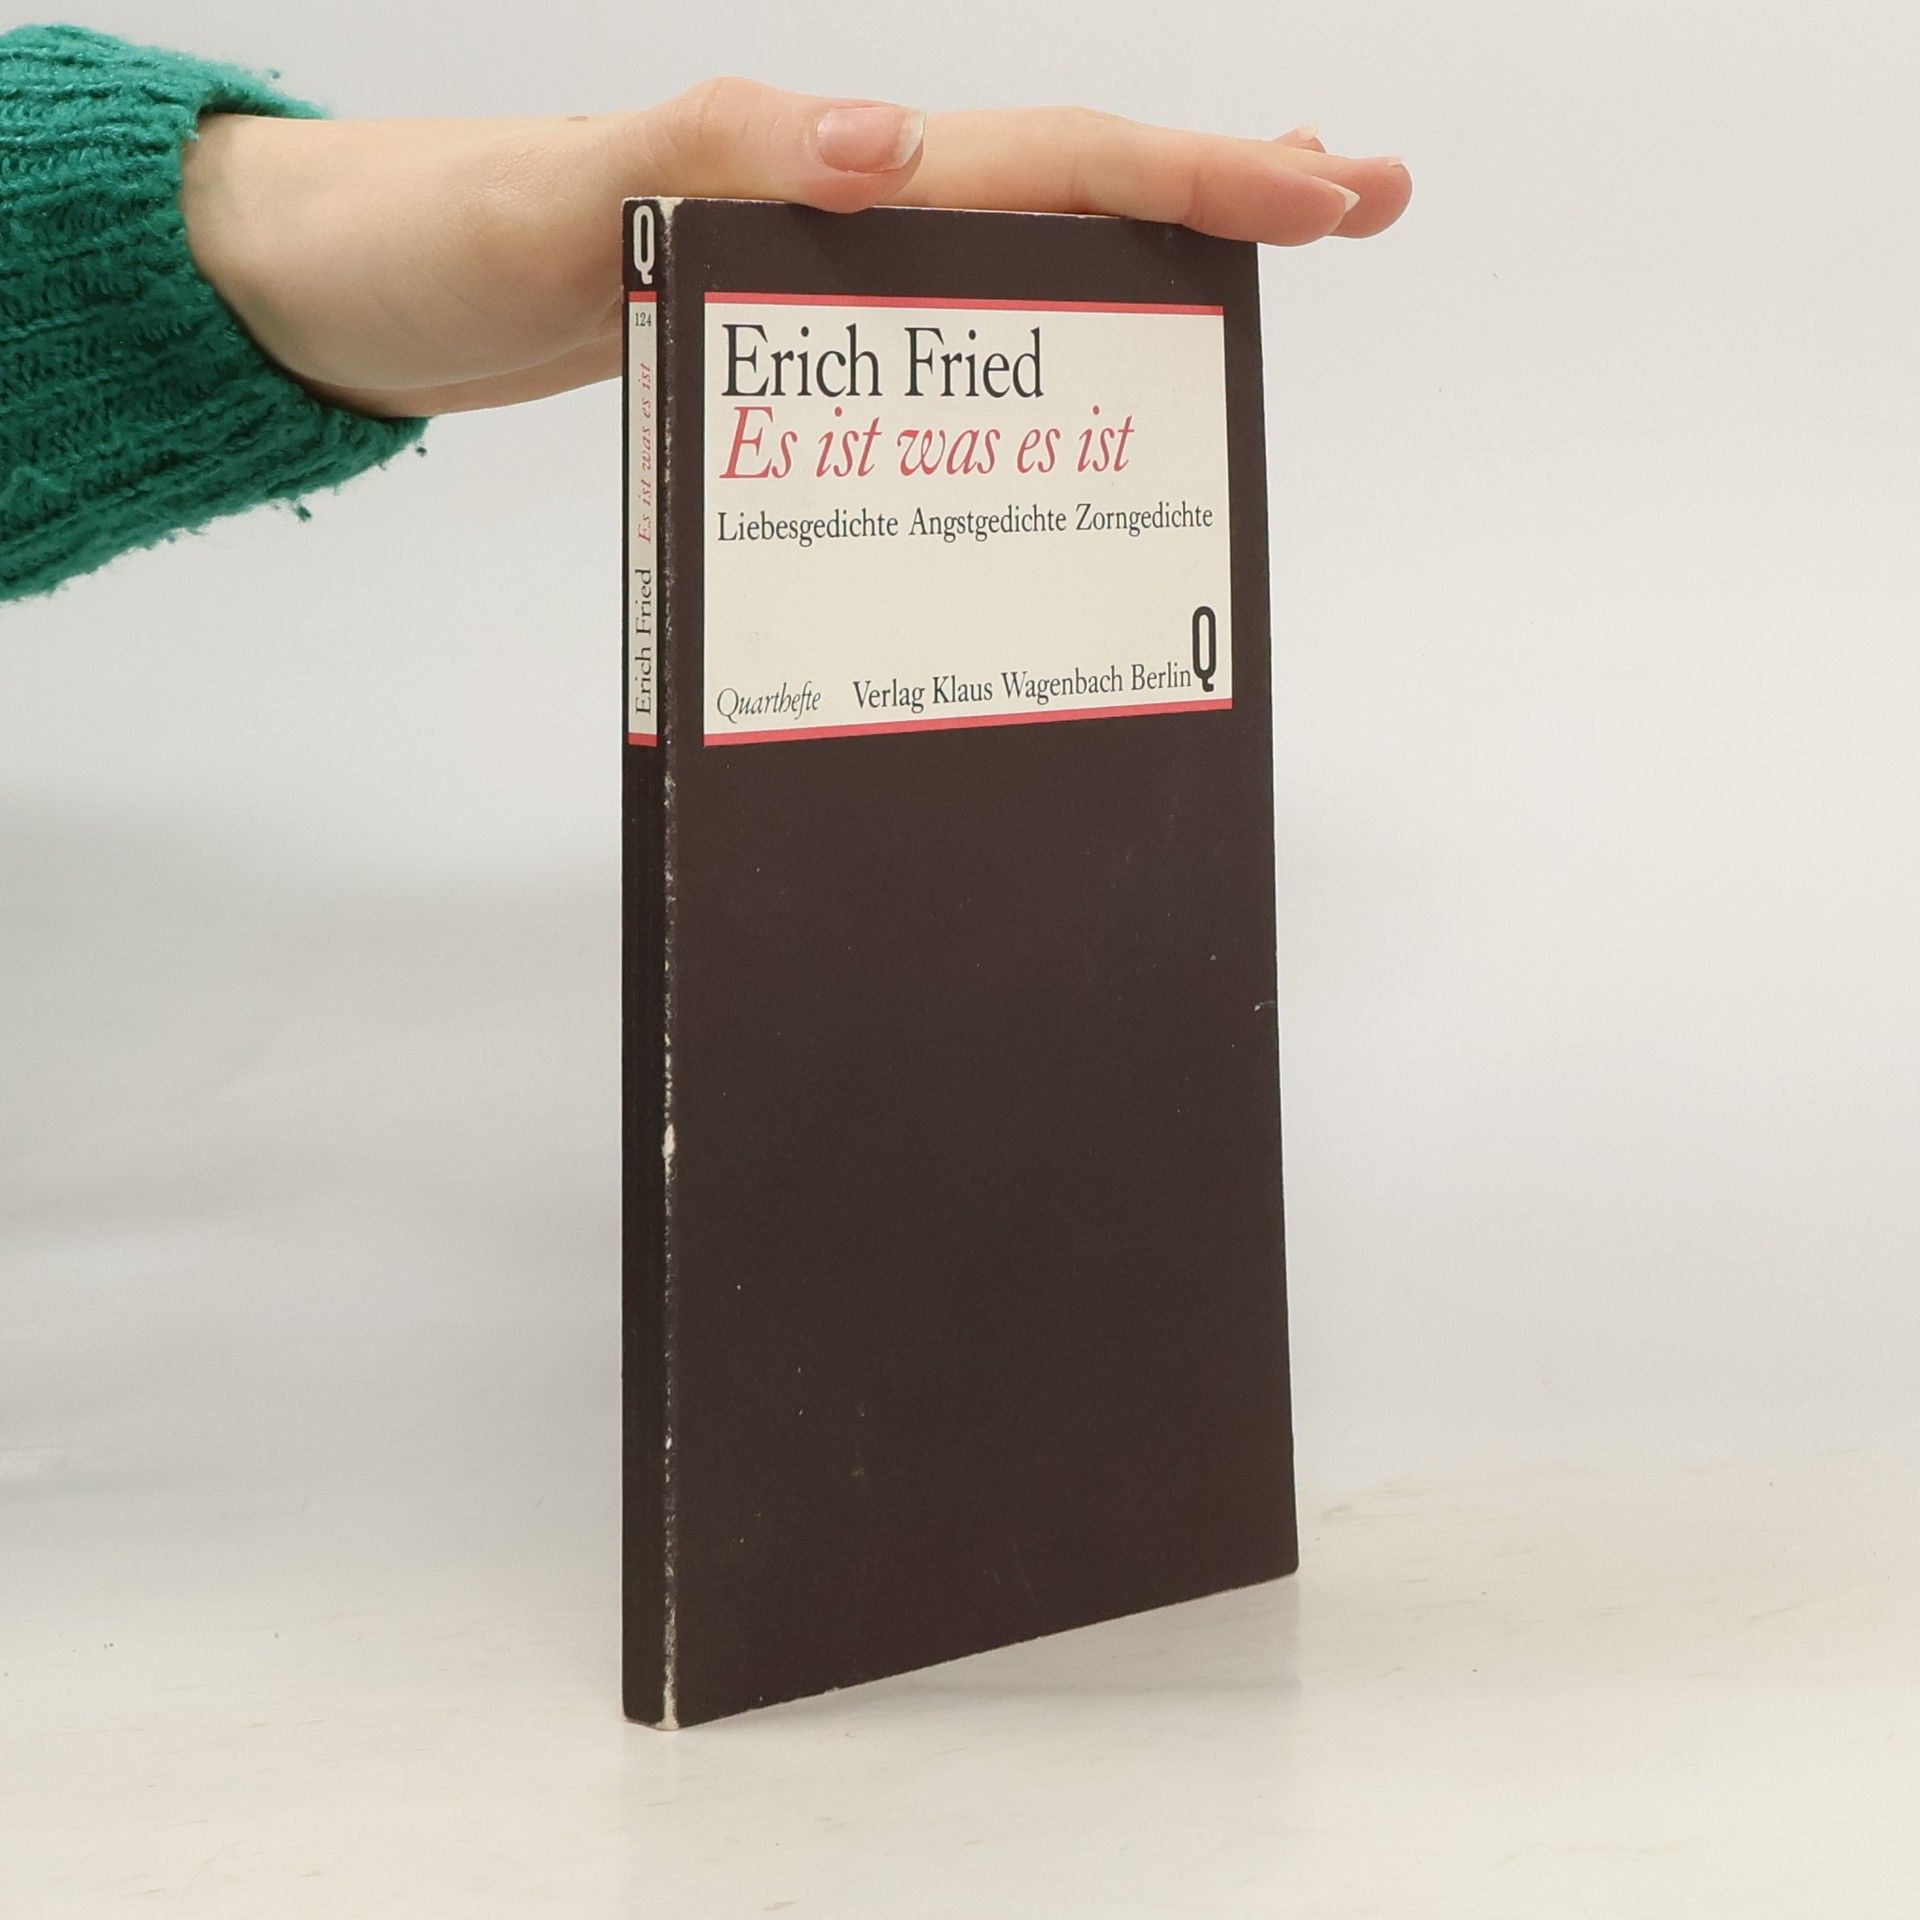 Q
124
Erich Fried Es ist was es ist
Erich Fried
Es ist was es ist
Liebesgedichte Angstgedichte Zorngedichte
Quarthefte Verlag Klaus Wagenbach Berlin Q